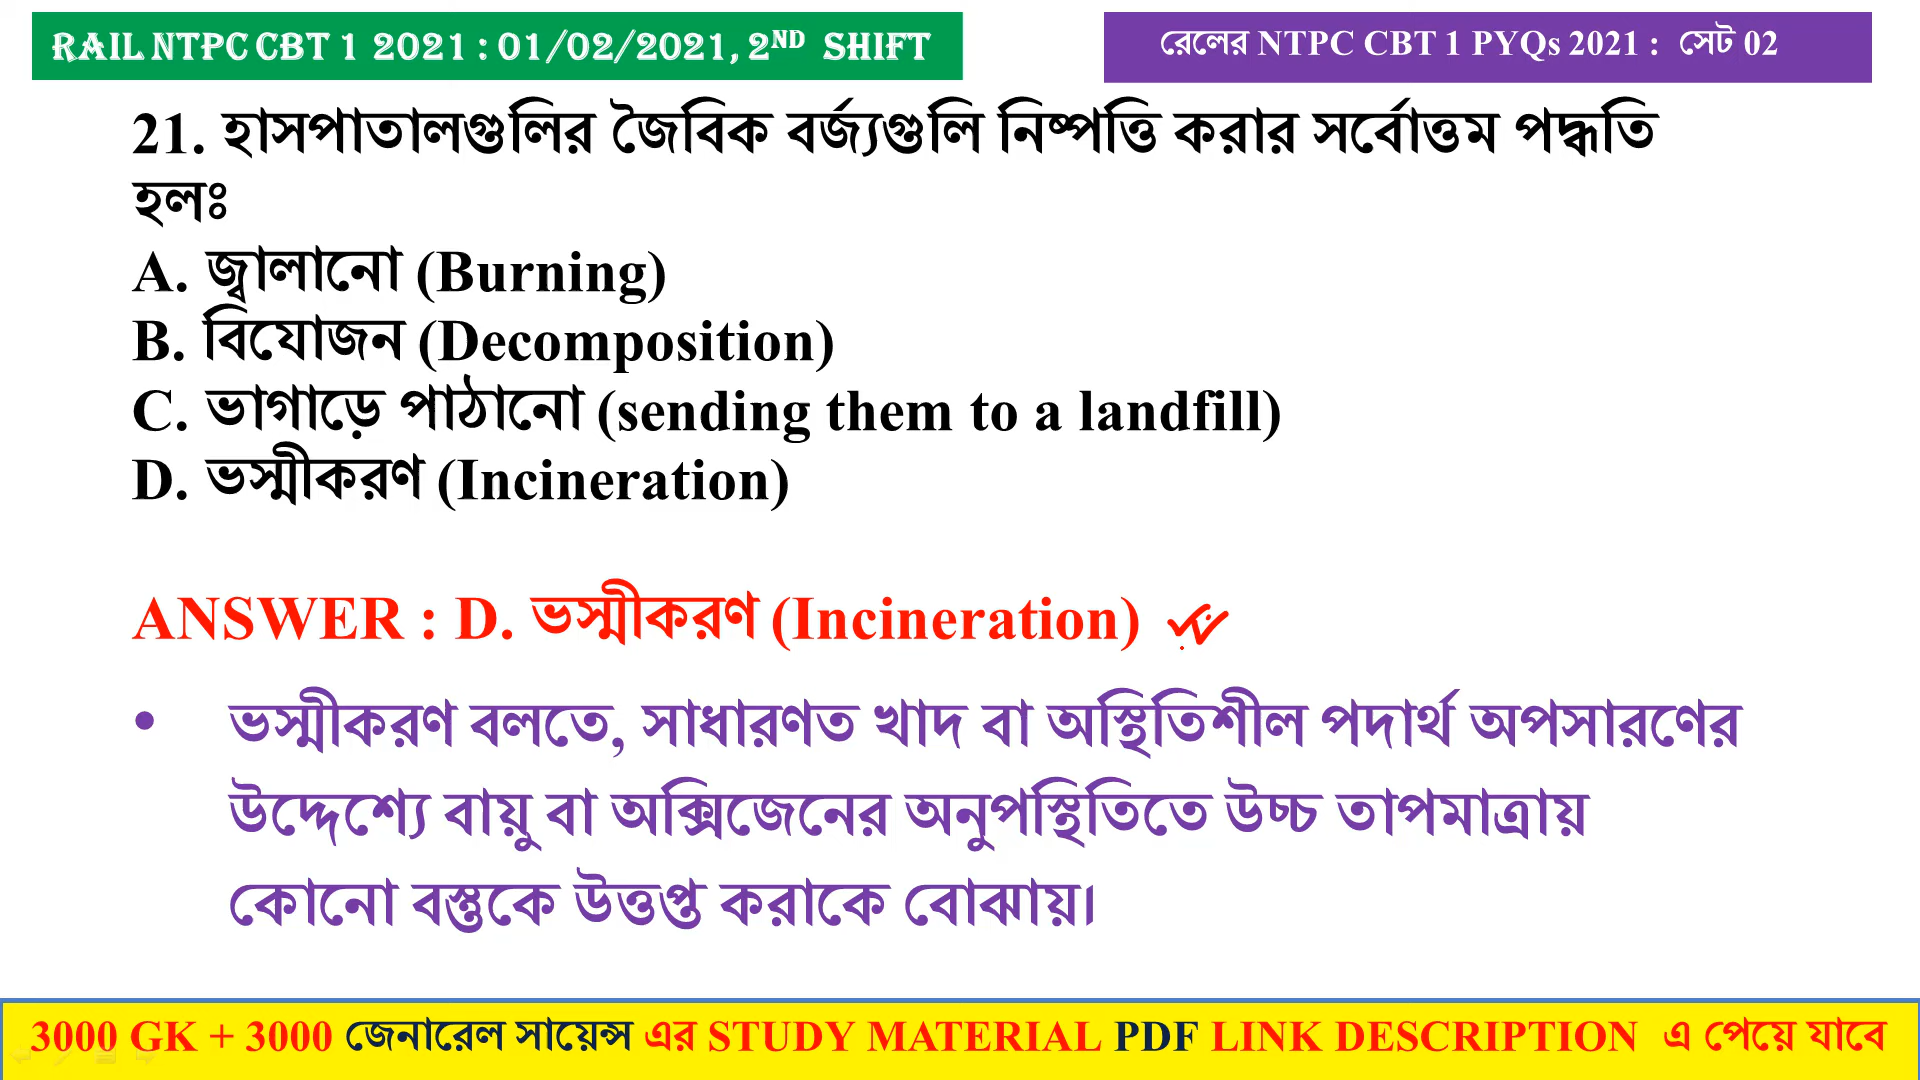 RAIL NTPC CBT 1 2021 : 01/02/2021, 2ND SHIFT
রেলের NTPC CBT 1 PYQs 2021 : সেট 02
21. হাসপাতালগুলির জৈবিক বর্জ্যগুলি নিষ্পত্তি করার সর্বোত্তম পদ্ধতি
হলঃ
A. জ্বালানো (Burning)
B. বিযোজন (Decomposition)
C. ভাগাড়ে পাঠানো (sending them to a landfill)
D. ভস্মীকরণ (Incineration)
ANSWER : D. ভস্মীকরণ (Incineration)
• ভস্মীকরণ বলতে, সাধারণত খাদ বা অস্থিতিশীল পদার্থ অপসারণের
উদ্দেশ্যে বায়ু বা অক্সিজেনের অনুপস্থিতিতে উচ্চ তাপমাত্রায়
কোনো বস্তুকে উত্তপ্ত করাকে বোঝায়।
3000 GK + 3000 জেনারেল সায়েন্স এর STUDY MATERIAL PDF LINK DESCRIPTION এ পেয়ে যাবে